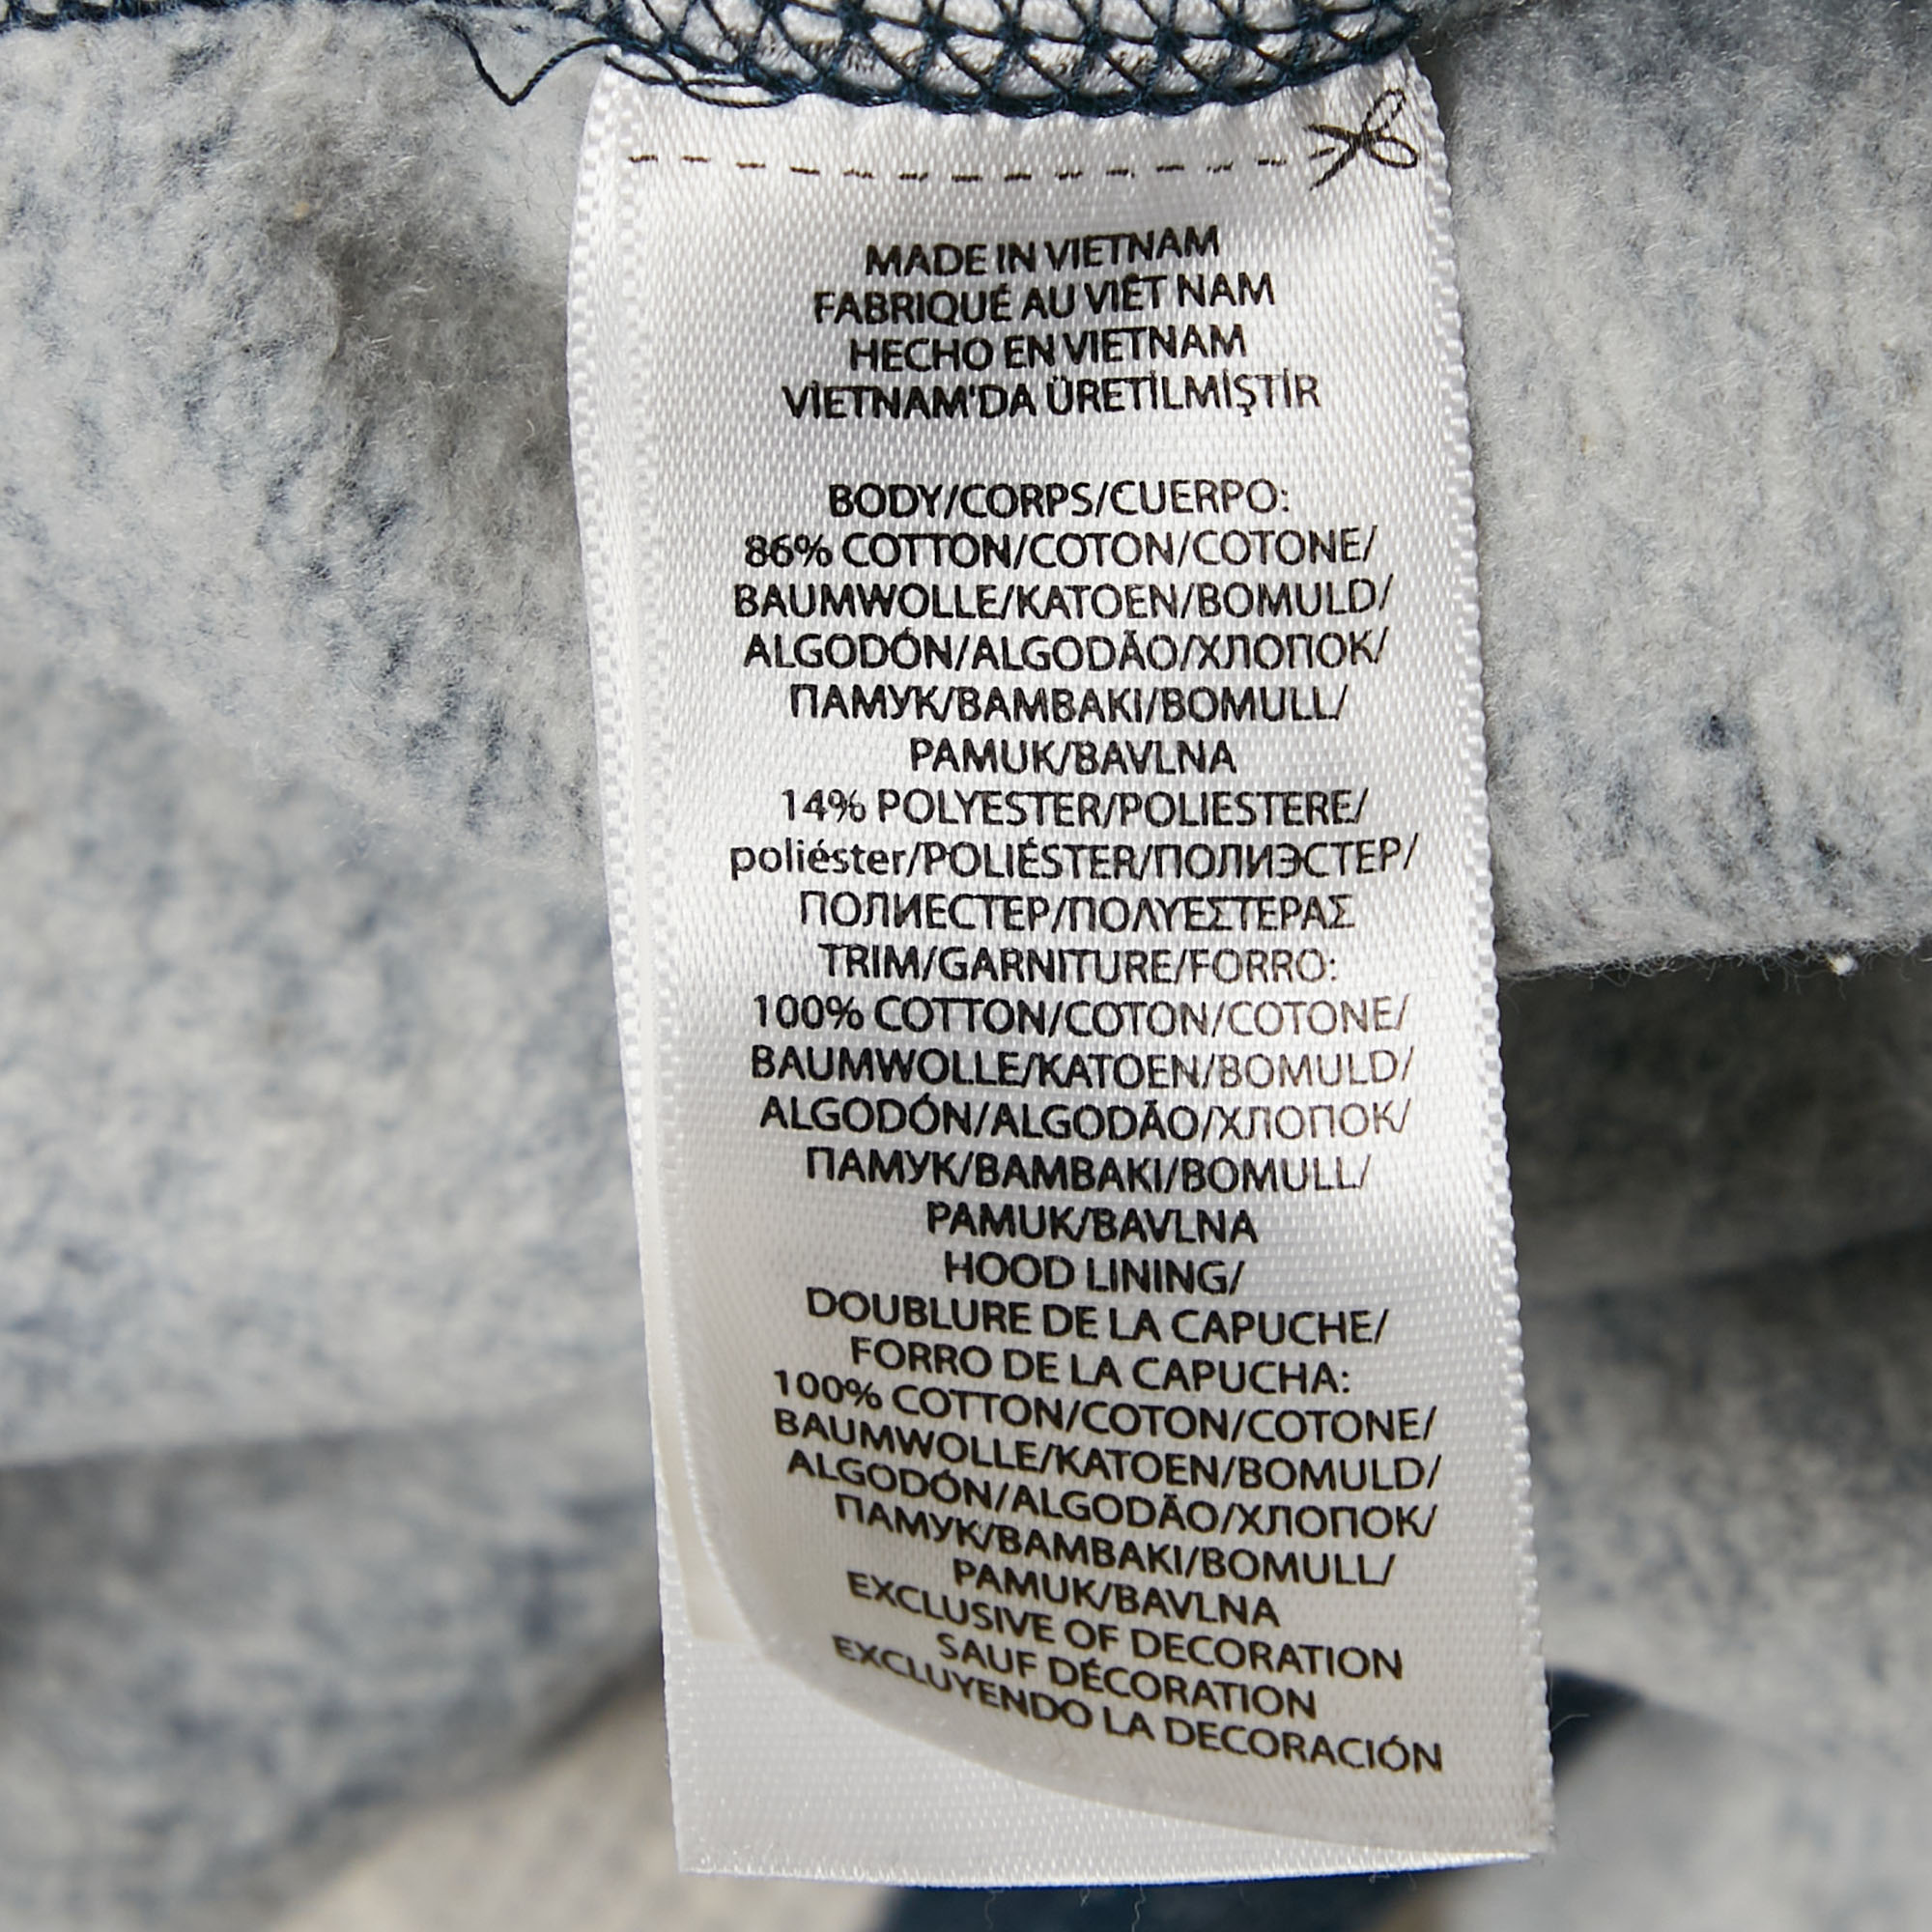 MADE IN VIETNAM
FABRIQUÉ AU VIÊT NAM
HECHO EN VIETNAM
VİETNAM'DA ÜRETİLMİŞTİR
BODY/CORPS/CUERPO:
86% COTTON/COTON/COTONE/
BAUMWOLLE/KATOEN/BOMULD/
ALGODÓN/ALGODÃO/ХЛОПОК/
ПАМУК/BAMBAKI/BOMULL/
PAMUK/BAVLNA
14% POLYESTER/POLIESTERE/
poliéster/POLIÉSTER/ПОЛИЭСТЕР/
ПОЛИЕСТЕР/ΠΟΛΥΕΣΤΕΡΑΣ
TRIM/GARNITURE/FORRO:
100% COTTON/COTON/COTONE/
BAUMWOLLE/KATOEN/BOMULD/
ALGODÓN/ALGODÃO/ХЛОПОК/
ПАМУК/BAMBAKI/BOMULL/
PAMUK/BAVLNA
HOOD LINING/
DOUBLURE DE LA CAPUCHE/
FORRO DE LA CAPUCHA:
100% COTTON/COTON/COTONE/
BAUMWOLLE/KATOEN/BOMULD/
ALGODÓN/ALGODÃO/ХЛОПОК/
ПАМУК/BAMBAKI/BOMULL/
PAMUK/BAVLNA
EXCLUSIVE OF DECORATION
SAUF DÉCORATION
EXCLUYENDO LA DECORACIÓN